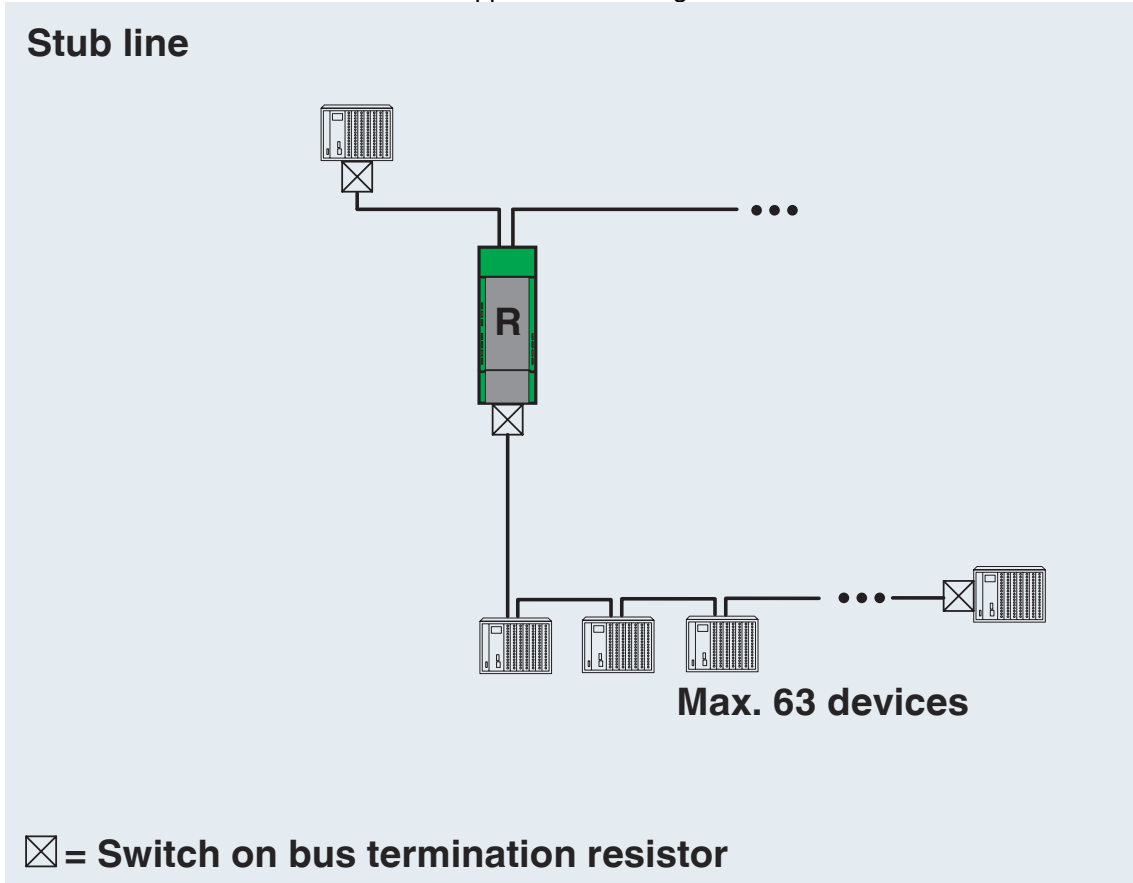 Stub line
R
Max. 63 devices
= Switch on bus termination resistor